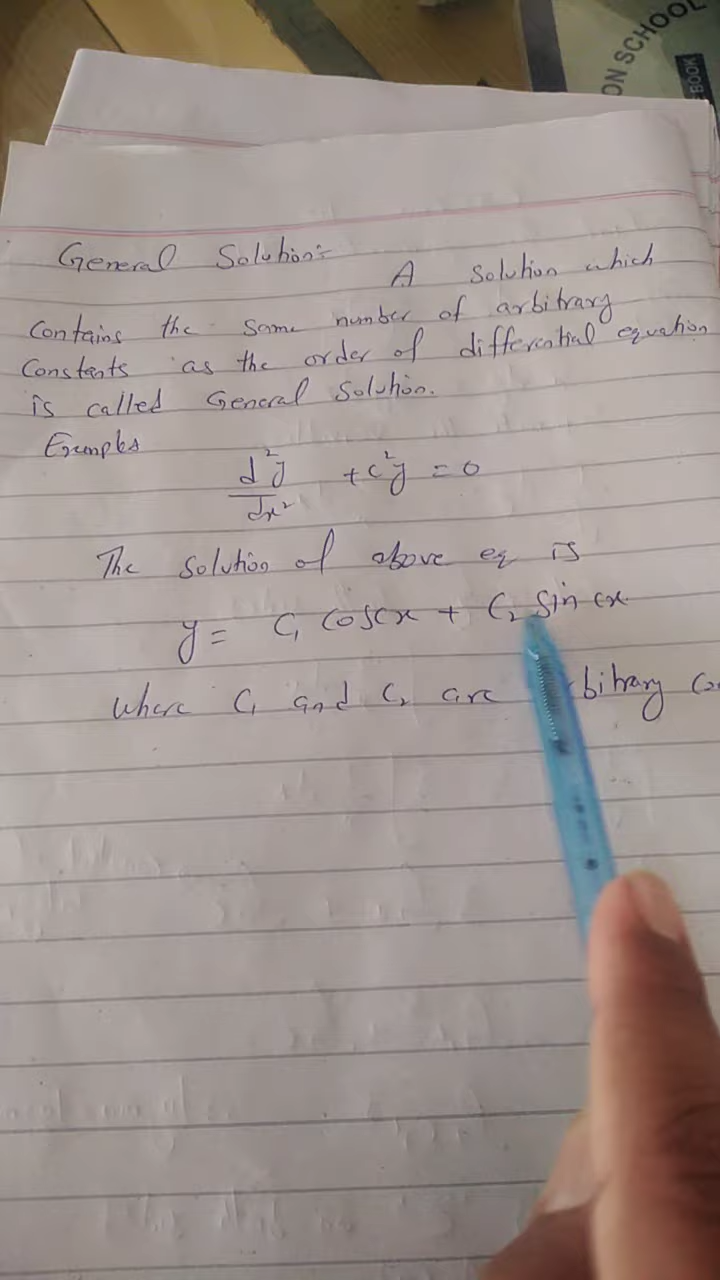 ON SCHOOL
BOOK
General Solution:-
A Solution which
Contains the same number of arbitrary
Constants as the order of differential equation
is called General Solution.
Examples
d²y/dx² + c²y = 0
The solution of above eq is
y = C₁ cos cx + C₂ sin cx
Where C₁ and C₂ are